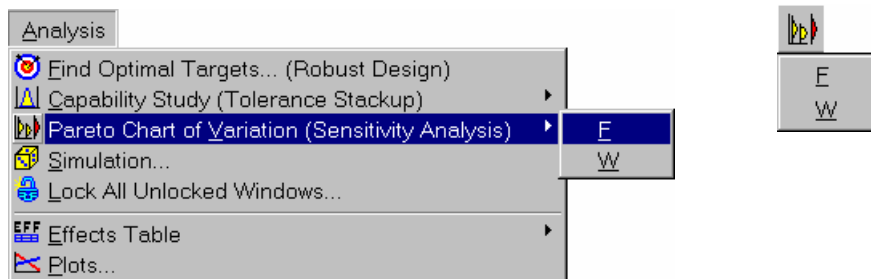 Analysis
Find Optimal Targets... (Robust Design)
Capability Study (Tolerance Stackup)
Pareto Chart of Variation (Sensitivity Analysis)
F
W
Simulation...
Lock All Unlocked Windows...
EFF Effects Table
Plots...
F
W